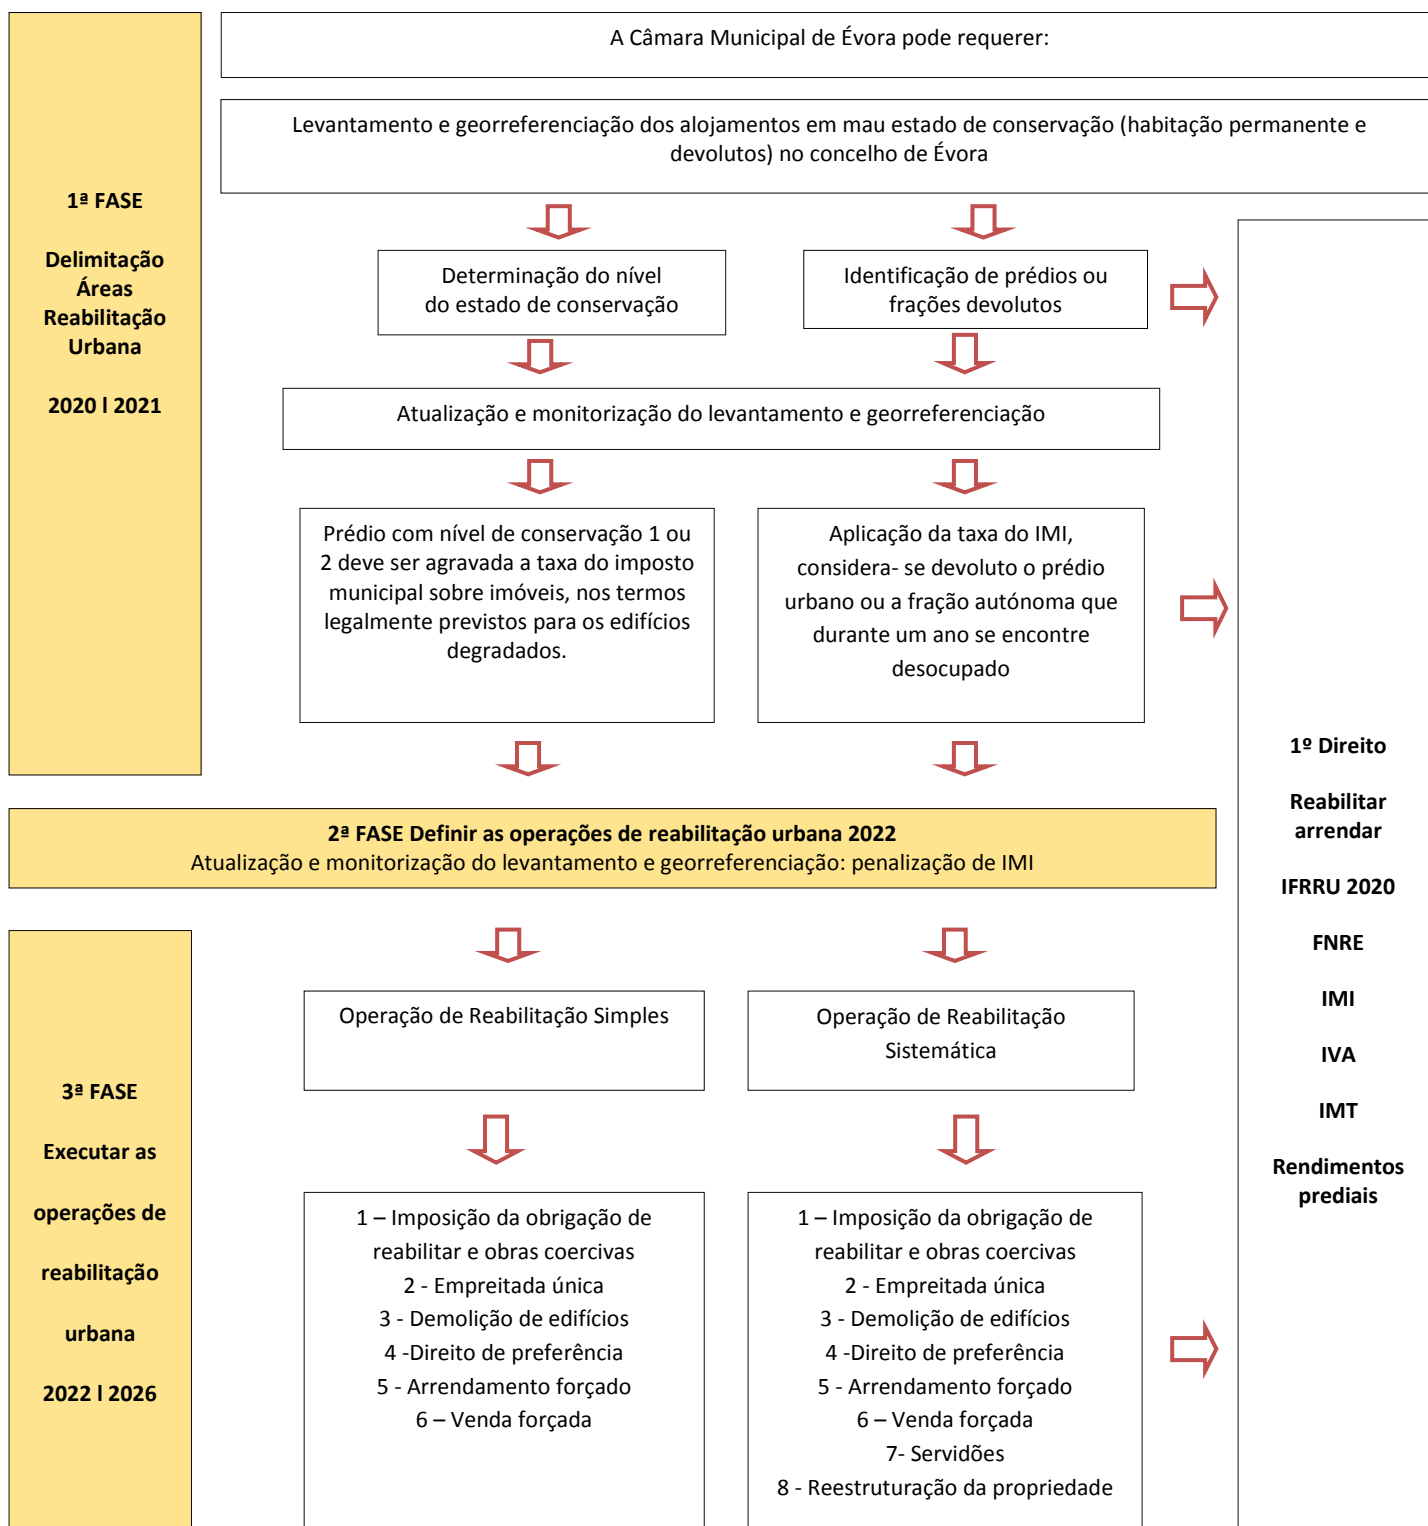 A Câmara Municipal de Évora pode requerer:
Levantamento e georreferenciação dos alojamentos em mau estado de conservação (habitação permanente e
devolutos) no concelho de Évora
1ª FASE
Delimitação
Áreas
Reabilitação
Urbana
2020 l 2021
Determinação do nível
do estado de conservação
Identificação de prédios ou
frações devolutos
Atualização e monitorização do levantamento e georreferenciação
Prédio com nível de conservação 1 ou
2 deve ser agravada a taxa do imposto
municipal sobre imóveis, nos termos
legalmente previstos para os edifícios
degradados.
Aplicação da taxa do IMI,
considera- se devoluto o prédio
urbano ou a fração autónoma que
durante um ano se encontre
desocupado
2ª FASE Definir as operações de reabilitação urbana 2022
Atualização e monitorização do levantamento e georreferenciação: penalização de IMI
3ª FASE
Executar as
operações de
reabilitação
urbana
2022 l 2026
Operação de Reabilitação Simples
Operação de Reabilitação
Sistemática
1 – Imposição da obrigação de
reabilitar e obras coercivas
2 - Empreitada única
3 - Demolição de edifícios
4 -Direito de preferência
5 - Arrendamento forçado
6 – Venda forçada
1 – Imposição da obrigação de
reabilitar e obras coercivas
2 - Empreitada única
3 - Demolição de edifícios
4 -Direito de preferência
5 - Arrendamento forçado
6 – Venda forçada
7- Servidões
8 - Reestruturação da propriedade
1º Direito
Reabilitar
arrendar
IFRRU 2020
FNRE
IMI
IVA
IMT
Rendimentos
prediais